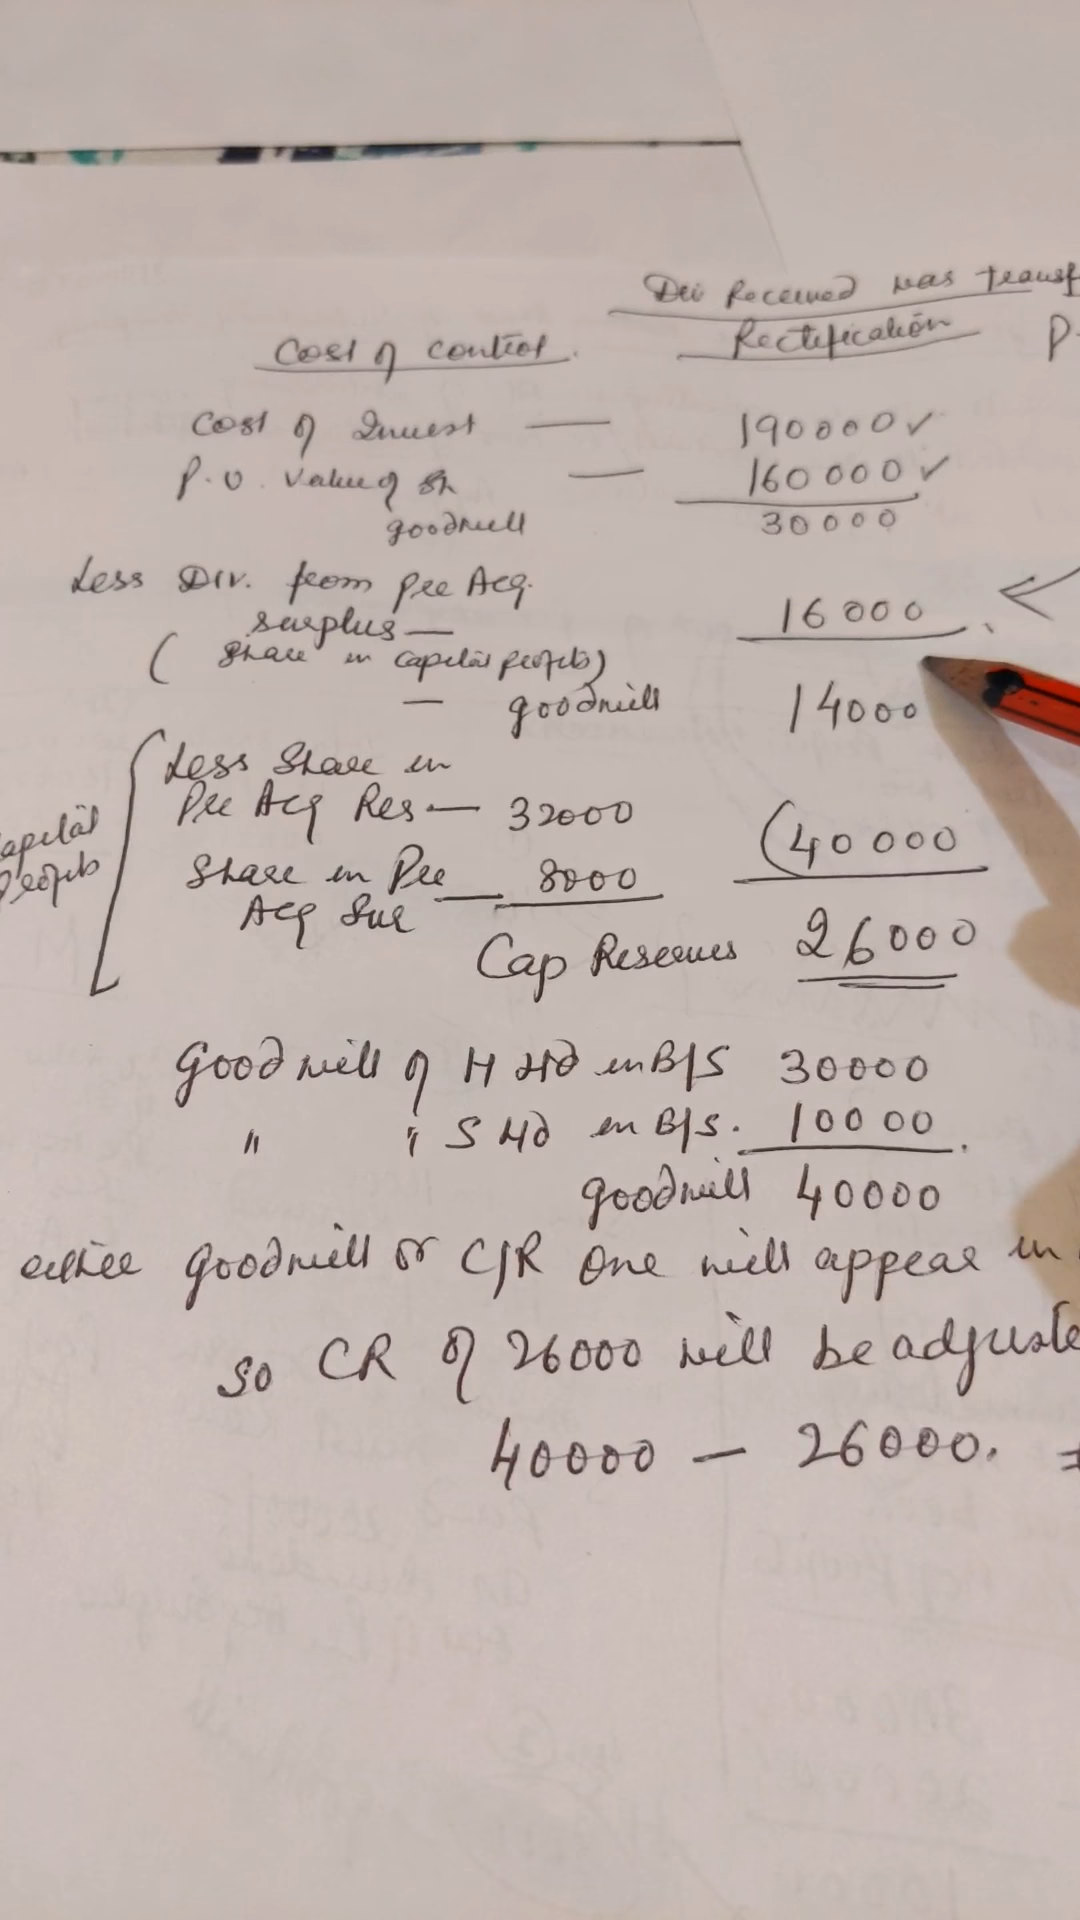 Div Received was transf
Rectification P.
Cost of control.
Cost of Invest — 190000 ✓
P.U. Value of Sh — 160000 ✓
goodwill 30000
Less Div. from Pre Acq.
surplus — 16000
( Share in capital profits)
— goodwill 14000
Less Share in
Pre Acq Res — 32000
(40000
Share in Pre — 8000
Acq Sur
apital
Profits
Cap Reserves 26000
Goodwill of H Ltd in B/S 30000
" " S Ltd in B/S. 10000.
goodwill 40000
either goodwill or C/R one will appear in
so CR of 26000 will be adjuste
40000 — 26000. =